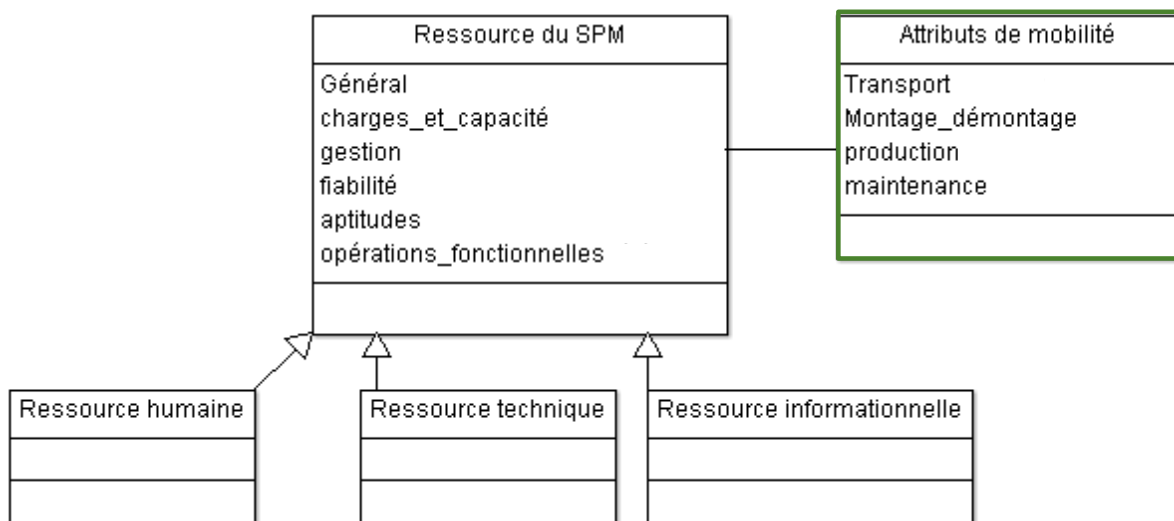 Ressource du SPM
Général
charges_et_capacité
gestion
fiabilité
aptitudes
opérations_fonctionnelles
Attributs de mobilité
Transport
Montage_démontage
production
maintenance
Ressource humaine
Ressource technique
Ressource informationnelle